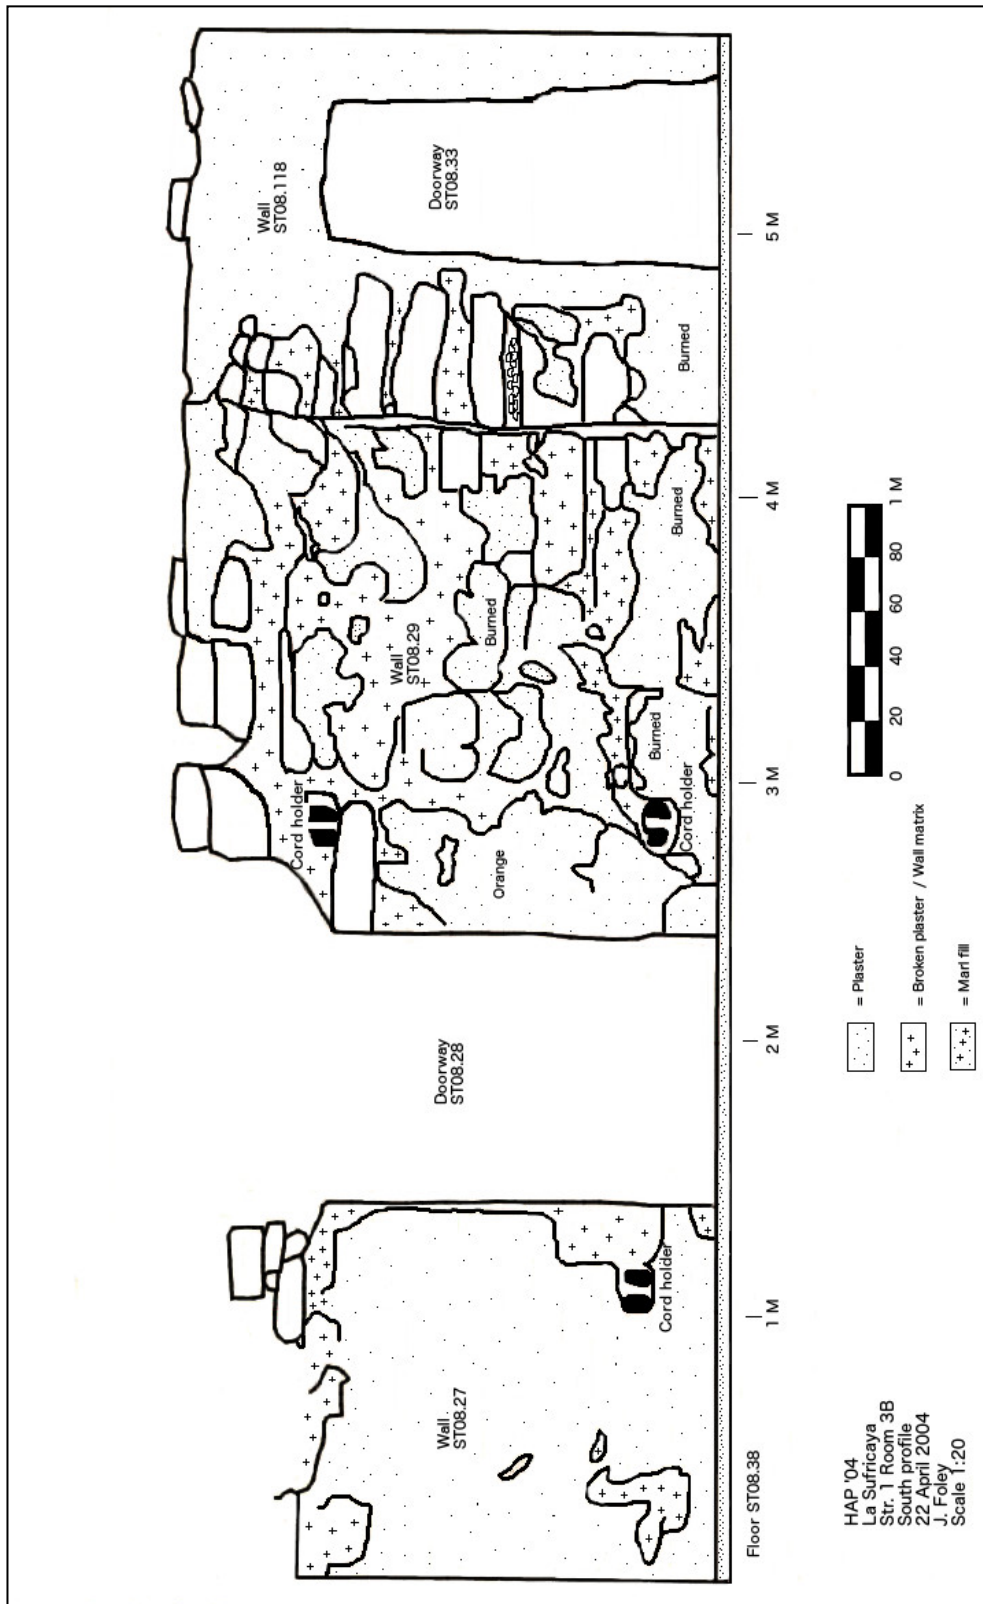 Wall
ST08.27
Cord holder
Doorway
ST08.28
Cord holder
Orange
Cord holder
Wall
ST08.29
Burned
Burned
Burned
Wall
ST08.118
Doorway
ST08.33
Burned
Floor ST08.38
1 M
2 M
3 M
4 M
5 M
HAP '04
La Sufricaya
Str. 1 Room 3B
South profile
22 April 2004
J. Foley
Scale 1:20
= Plaster
= Broken plaster / Wall matrix
= Marl fill
0 20 40 60 80 1 M